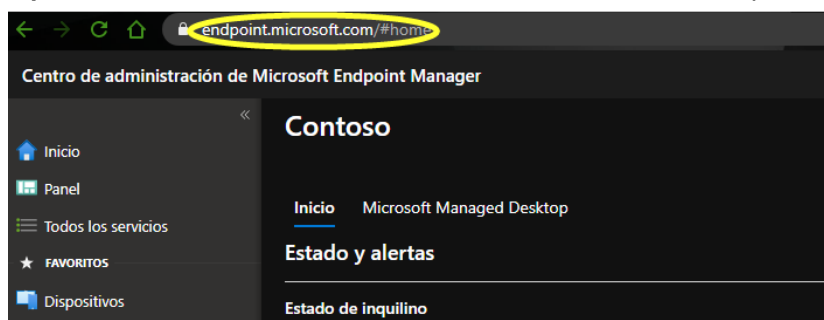 endpoint.microsoft.com/#home
Centro de administración de Microsoft Endpoint Manager
«
Contoso
Inicio
Panel
Inicio Microsoft Managed Desktop
Todos los servicios
Estado y alertas
FAVORITOS
Dispositivos
Estado de inquilino